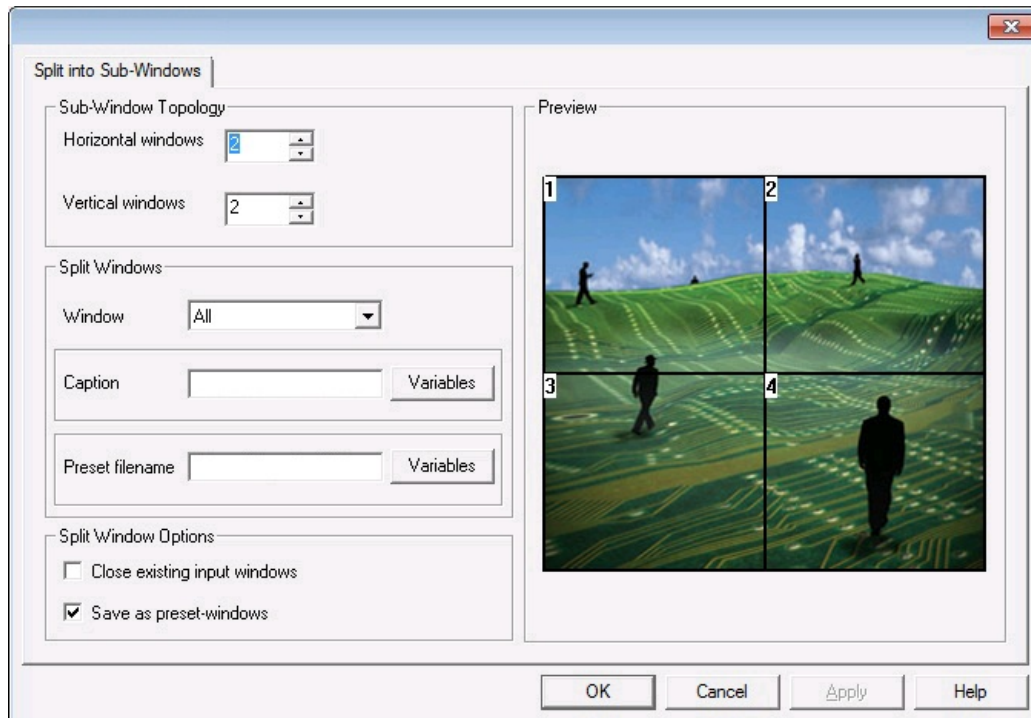 Split into Sub-Windows
Sub-Window Topology
Horizontal windows 2
Vertical windows 2
Split Windows
Window All
Caption Variables
Preset filename Variables
Split Window Options
Close existing input windows
Save as preset-windows
Preview
1 2
3 4
OK Cancel Apply Help